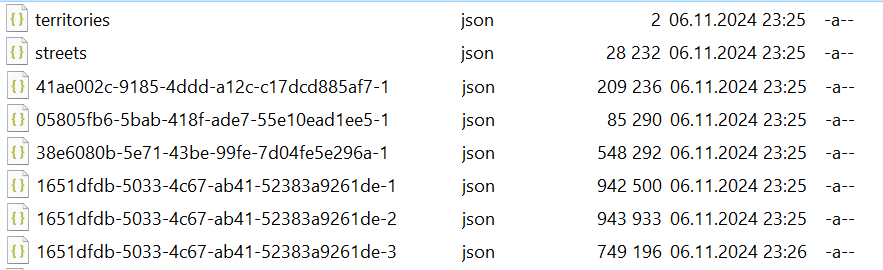 territories json 2 06.11.2024 23:25 -a--
streets json 28 232 06.11.2024 23:25 -a--
41ae002c-9185-4ddd-a12c-c17dcd885af7-1 json 209 236 06.11.2024 23:25 -a--
05805fb6-5bab-418f-ade7-55e10ead1ee5-1 json 85 290 06.11.2024 23:25 -a--
38e6080b-5e71-43be-99fe-7d04fe5e296a-1 json 548 292 06.11.2024 23:25 -a--
1651dfdb-5033-4c67-ab41-52383a9261de-1 json 942 500 06.11.2024 23:25 -a--
1651dfdb-5033-4c67-ab41-52383a9261de-2 json 943 933 06.11.2024 23:25 -a--
1651dfdb-5033-4c67-ab41-52383a9261de-3 json 749 196 06.11.2024 23:26 -a--